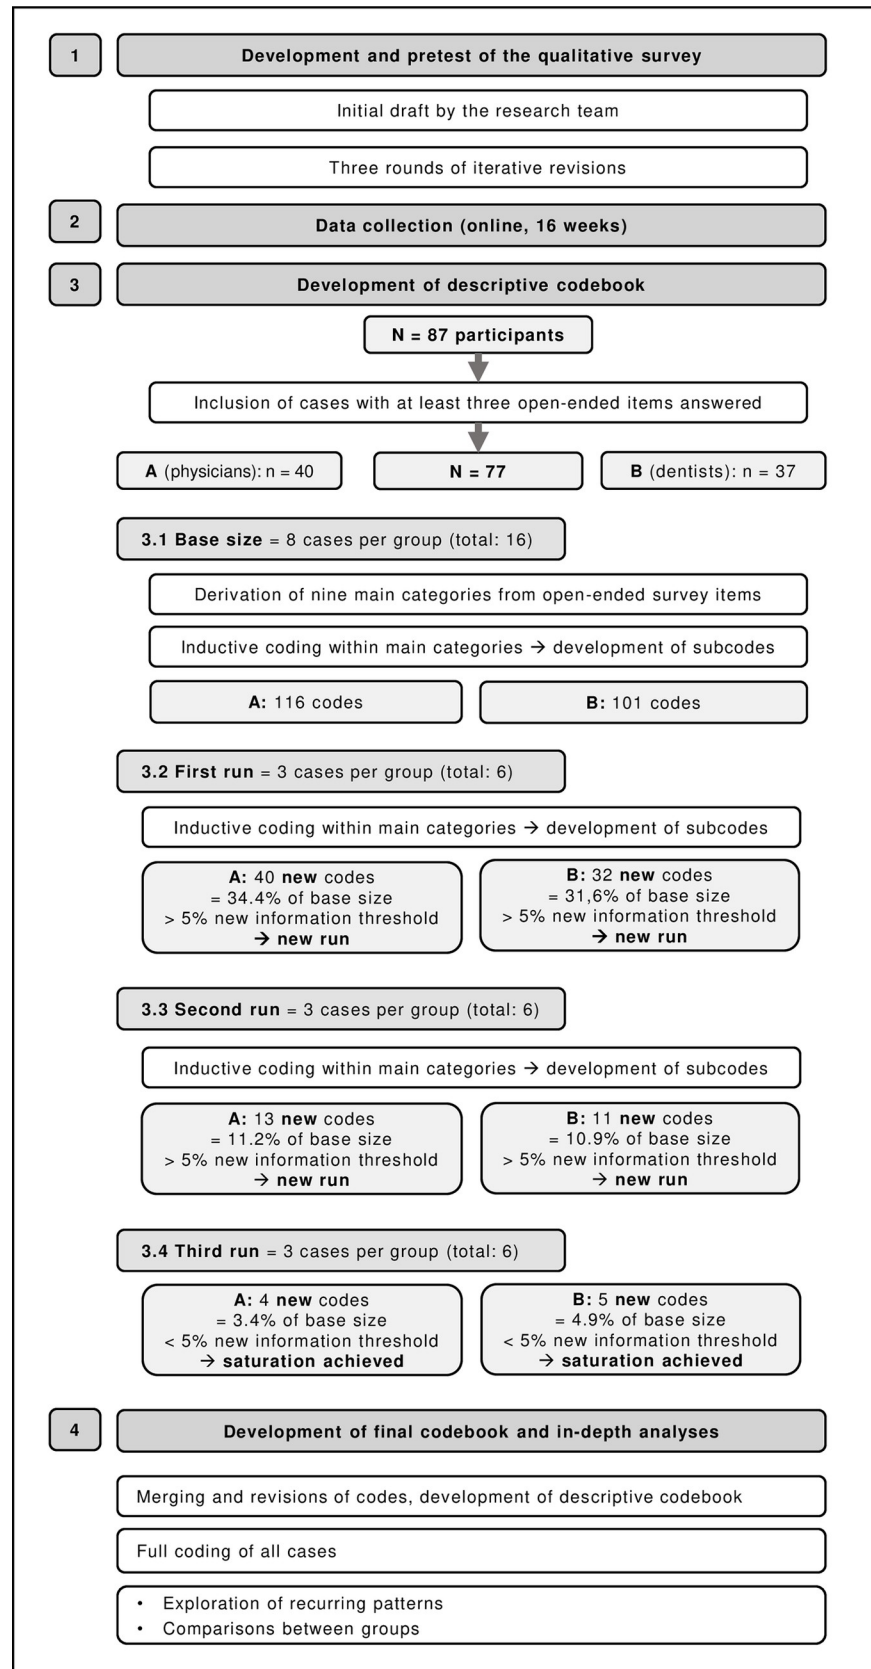 1
Development and pretest of the qualitative survey
Initial draft by the research team
Three rounds of iterative revisions
2
Data collection (online, 16 weeks)
3
Development of descriptive codebook
N = 87 participants
Inclusion of cases with at least three open-ended items answered
A (physicians): n = 40
N = 77
B (dentists): n = 37
3.1 Base size = 8 cases per group (total: 16)
Derivation of nine main categories from open-ended survey items
Inductive coding within main categories → development of subcodes
A: 116 codes
B: 101 codes
3.2 First run = 3 cases per group (total: 6)
Inductive coding within main categories → development of subcodes
A: 40 new codes
= 34.4% of base size
> 5% new information threshold
→ new run
B: 32 new codes
= 31,6% of base size
> 5% new information threshold
→ new run
3.3 Second run = 3 cases per group (total: 6)
Inductive coding within main categories → development of subcodes
A: 13 new codes
= 11.2% of base size
> 5% new information threshold
→ new run
B: 11 new codes
= 10.9% of base size
> 5% new information threshold
→ new run
3.4 Third run = 3 cases per group (total: 6)
A: 4 new codes
= 3.4% of base size
< 5% new information threshold
→ saturation achieved
B: 5 new codes
= 4.9% of base size
< 5% new information threshold
→ saturation achieved
4
Development of final codebook and in-depth analyses
Merging and revisions of codes, development of descriptive codebook
Full coding of all cases
• Exploration of recurring patterns
• Comparisons between groups